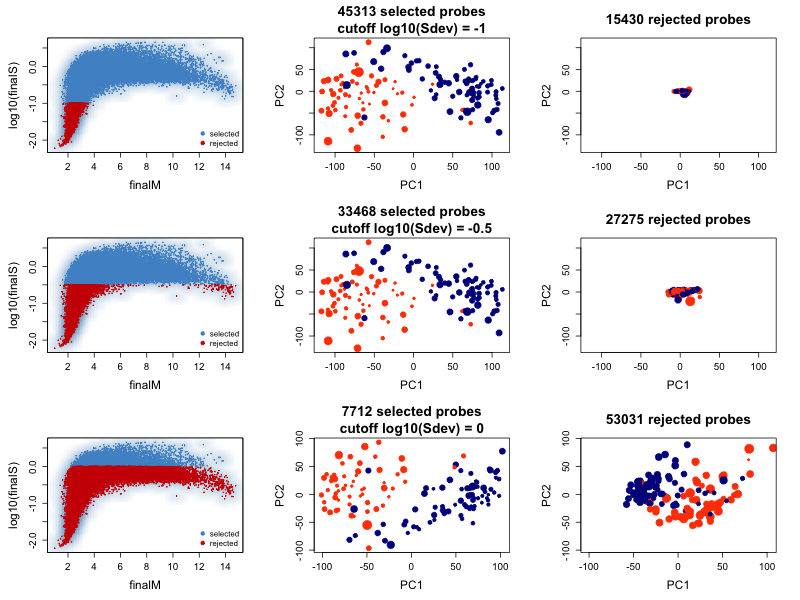 45313 selected probes
cutoff log10(Sdev) = -1
15430 rejected probes
log10(finalS)
0.0
-1.0
-2.0
selected
rejected
2 4 6 8 10 12 14
finalM
PC2
50
0
-100
-100 -50 0 50 100
PC1
PC2
50
0
-100
-100 -50 0 50 100
PC1
33468 selected probes
cutoff log10(Sdev) = -0.5
27275 rejected probes
log10(finalS)
0.0
-1.0
-2.0
selected
rejected
2 4 6 8 10 12 14
finalM
PC2
50
0
-100
-100 -50 0 50 100
PC1
PC2
50
0
-100
-100 -50 0 50 100
PC1
7712 selected probes
cutoff log10(Sdev) = 0
53031 rejected probes
log10(finalS)
0.0
-1.0
-2.0
selected
rejected
2 4 6 8 10 12 14
finalM
PC2
100
50
0
-50
-100
-100 -50 0 50 100
PC1
PC2
100
50
0
-50
-100
-100 -50 0 50 100
PC1